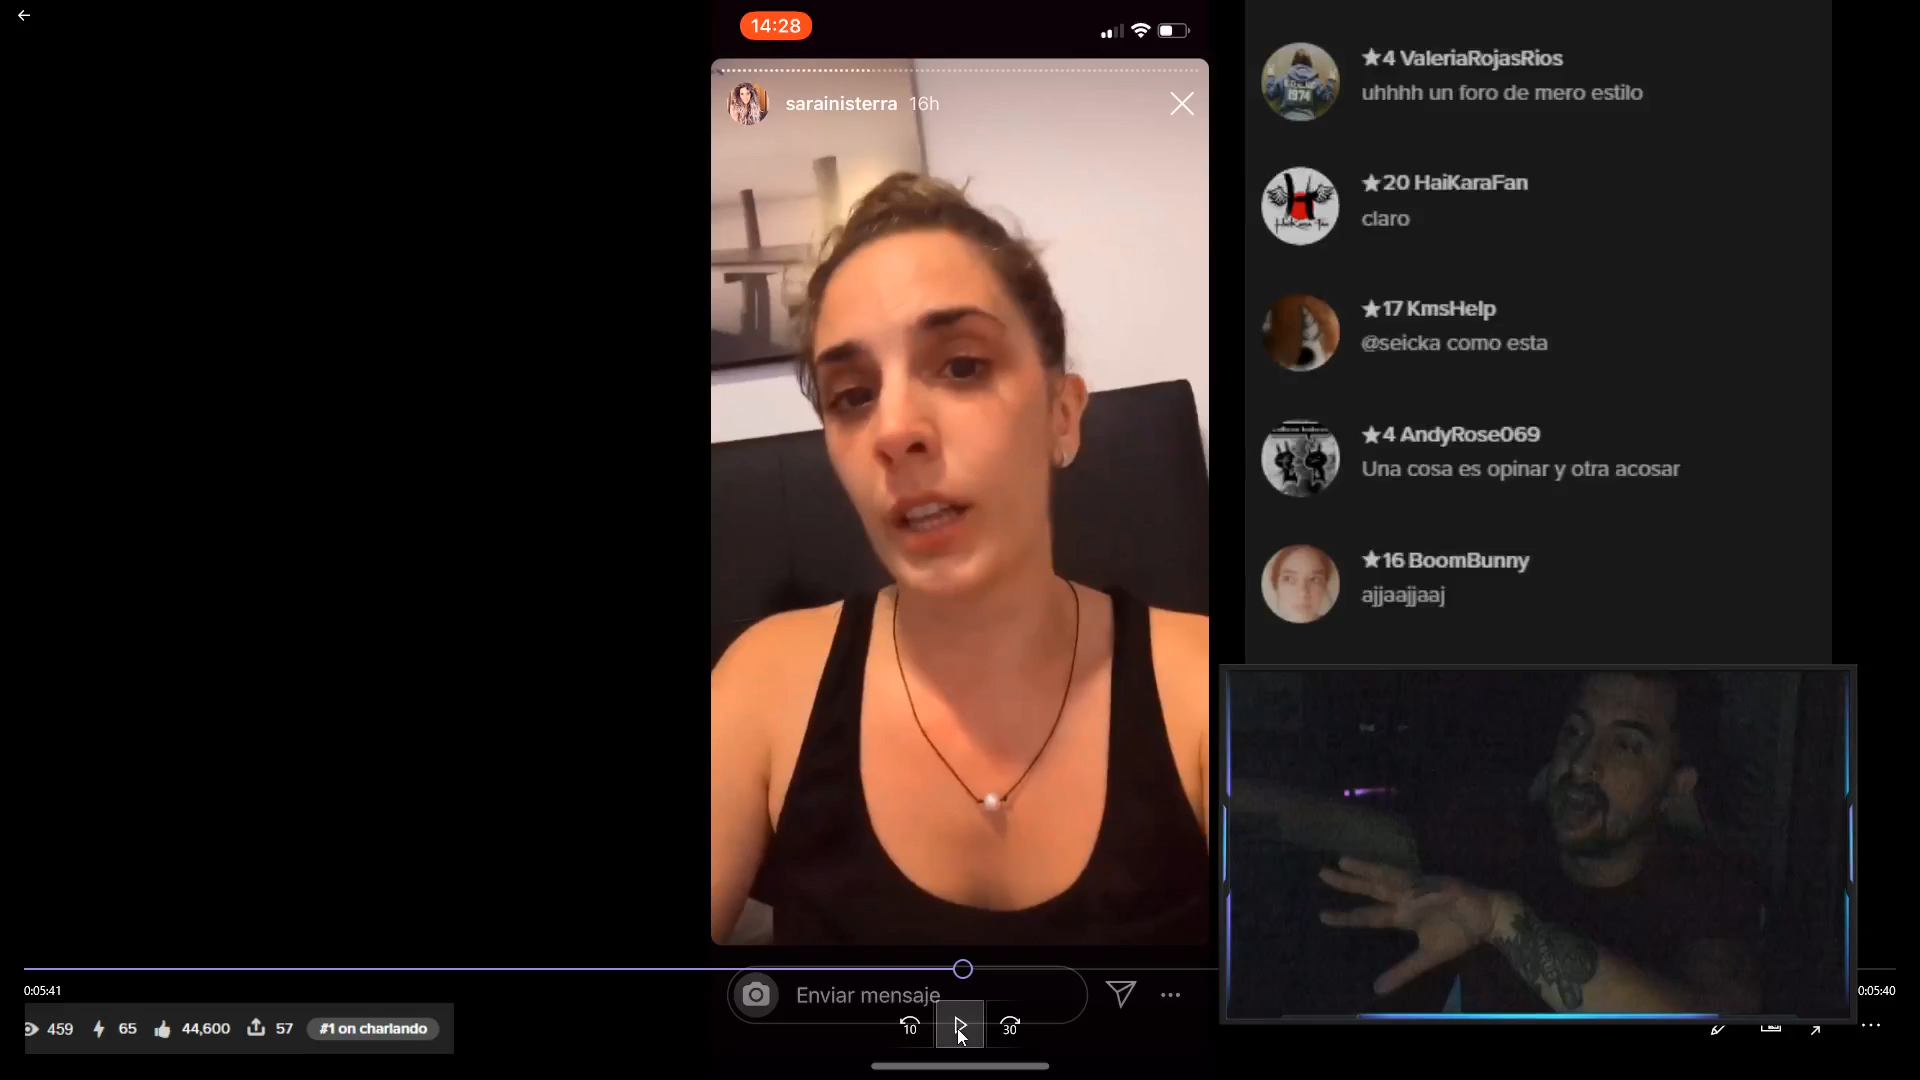 14:28
sarainisterra 16h
★4 ValeriaRojasRios
uhhhh un foro de mero estilo
★20 HaiKaraFan
claro
★17 KmsHelp
@seicka como esta
★4 AndyRose069
Una cosa es opinar y otra acosar
★16 BoomBunny
ajjaajjaaj
0:05:41
0:05:40
Enviar mensaje
10
30
459 65 44,600 57 #1 on charlando
1974